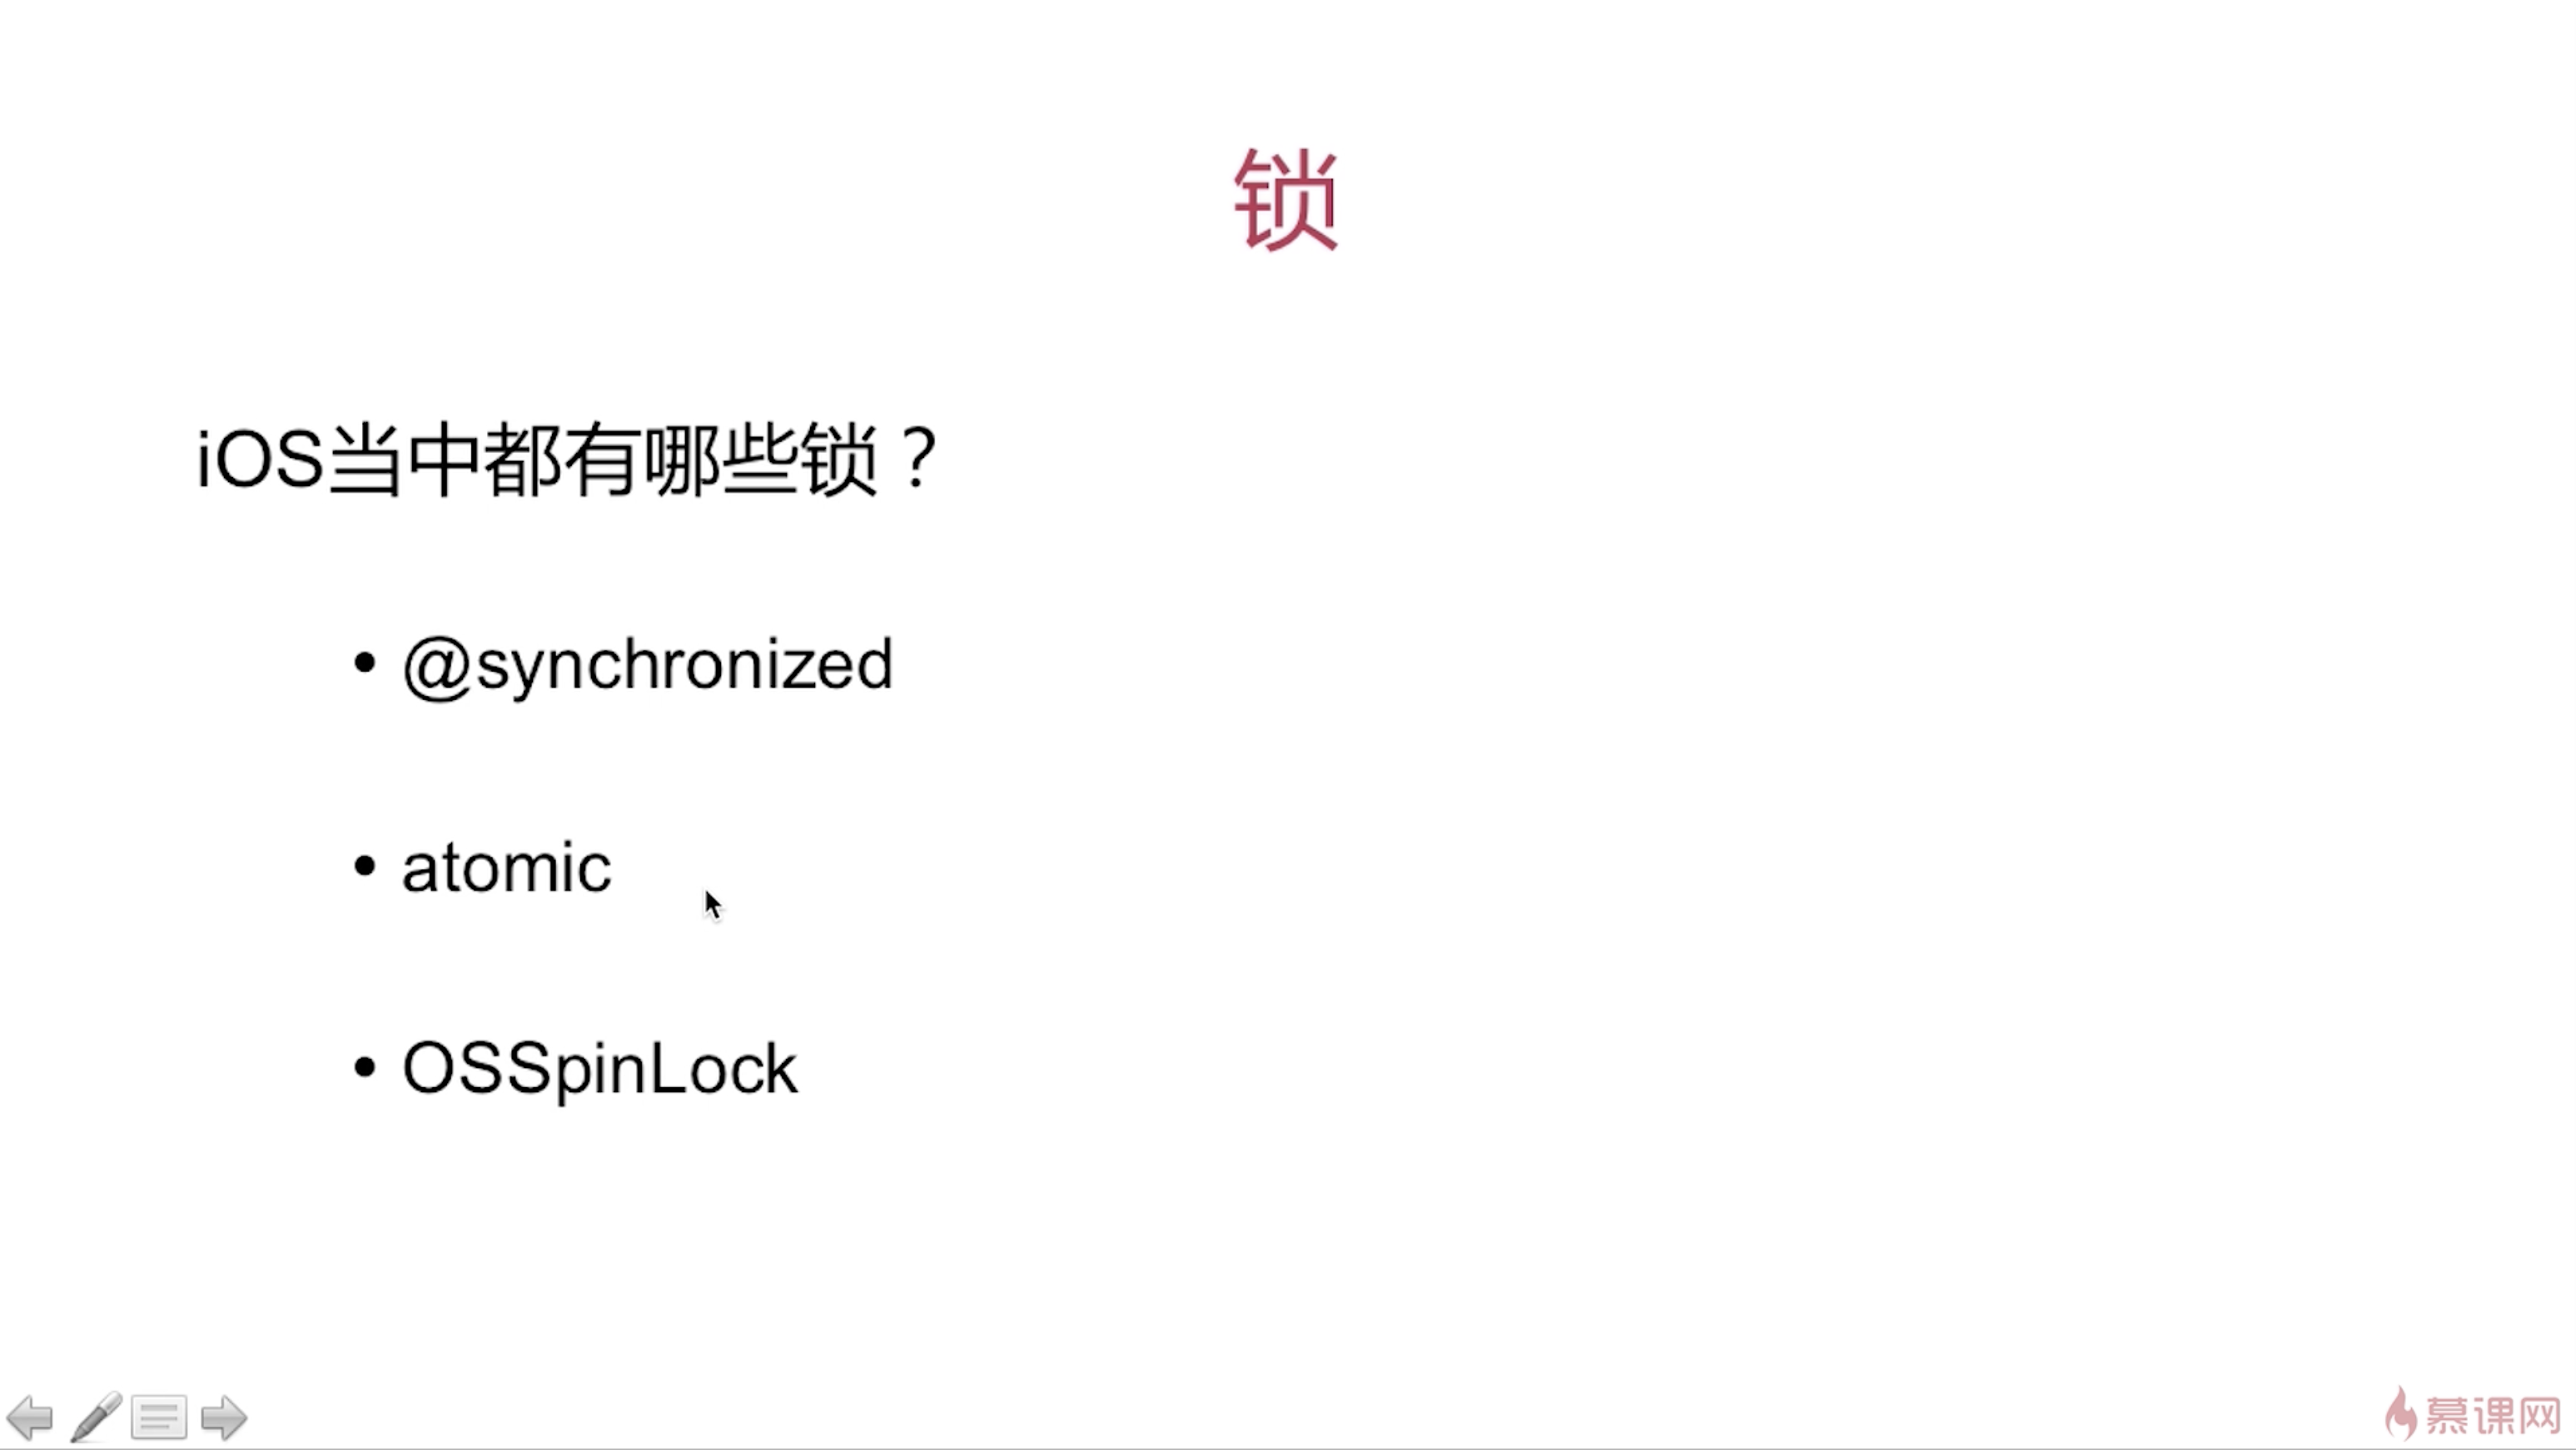 锁
iOS当中都有哪些锁？
• @synchronized
• atomic
• OSSpinLock
慕课网